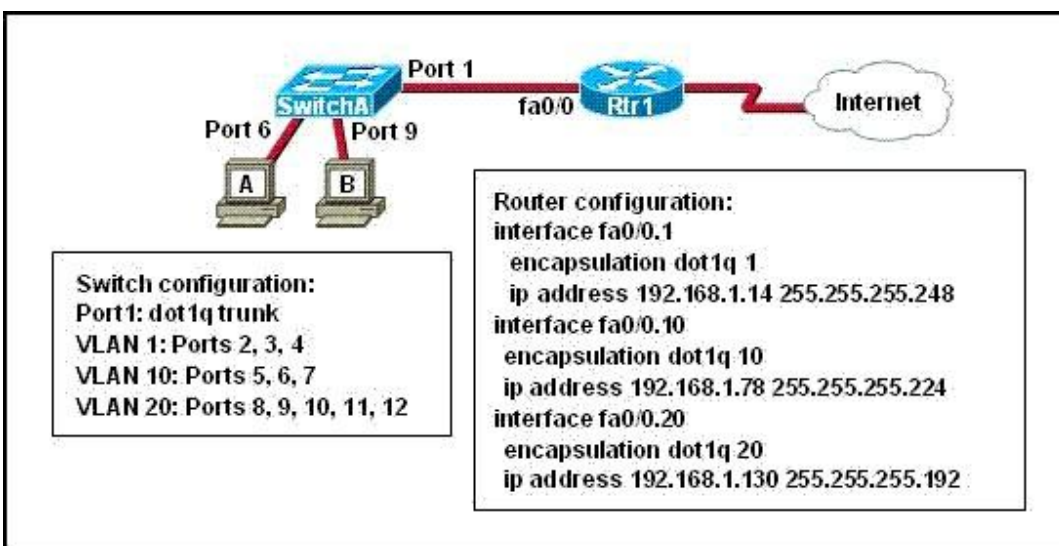 Port 1
SwitchA
fa0/0
Rtr1
Internet
Port 6
Port 9
A
B
Switch configuration:
Port1: dot1q trunk
VLAN 1: Ports 2, 3, 4
VLAN 10: Ports 5, 6, 7
VLAN 20: Ports 8, 9, 10, 11, 12
Router configuration:
interface fa0/0.1
encapsulation dot1q 1
ip address 192.168.1.14 255.255.255.248
interface fa0/0.10
encapsulation dot1q 10
ip address 192.168.1.78 255.255.255.224
interface fa0/0.20
encapsulation dot1q 20
ip address 192.168.1.130 255.255.255.192